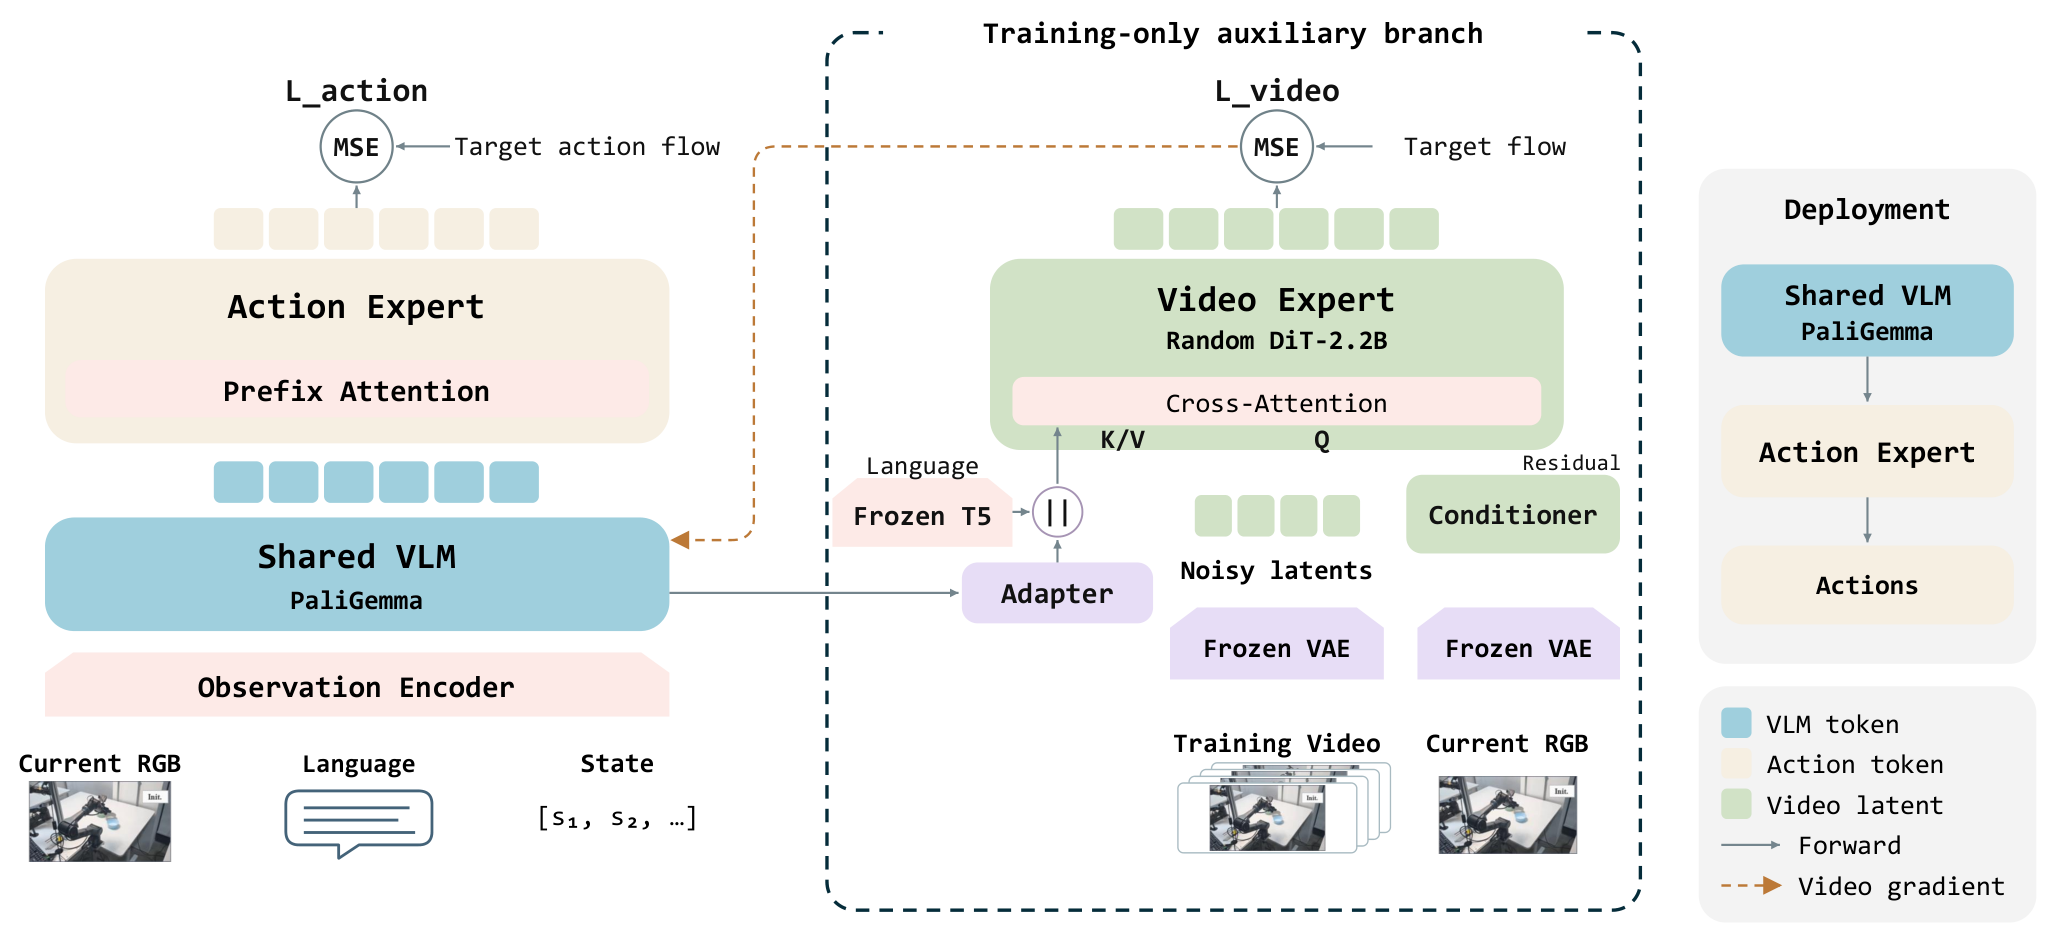 Training-only auxiliary branch
L_action
MSE
Target action flow
Action Expert
Prefix Attention
Shared VLM
PaliGemma
Observation Encoder
Current RGB
Init.
Language
State
[s₁, s₂, …]
L_video
MSE
Target flow
Video Expert
Random DiT-2.2B
Cross-Attention
K/V
Q
Language
Frozen T5
||
Adapter
Residual
Conditioner
Noisy latents
Frozen VAE
Frozen VAE
Training Video
Init.
Current RGB
Init.
Deployment
Shared VLM
PaliGemma
Action Expert
Actions
VLM token
Action token
Video latent
Forward
Video gradient